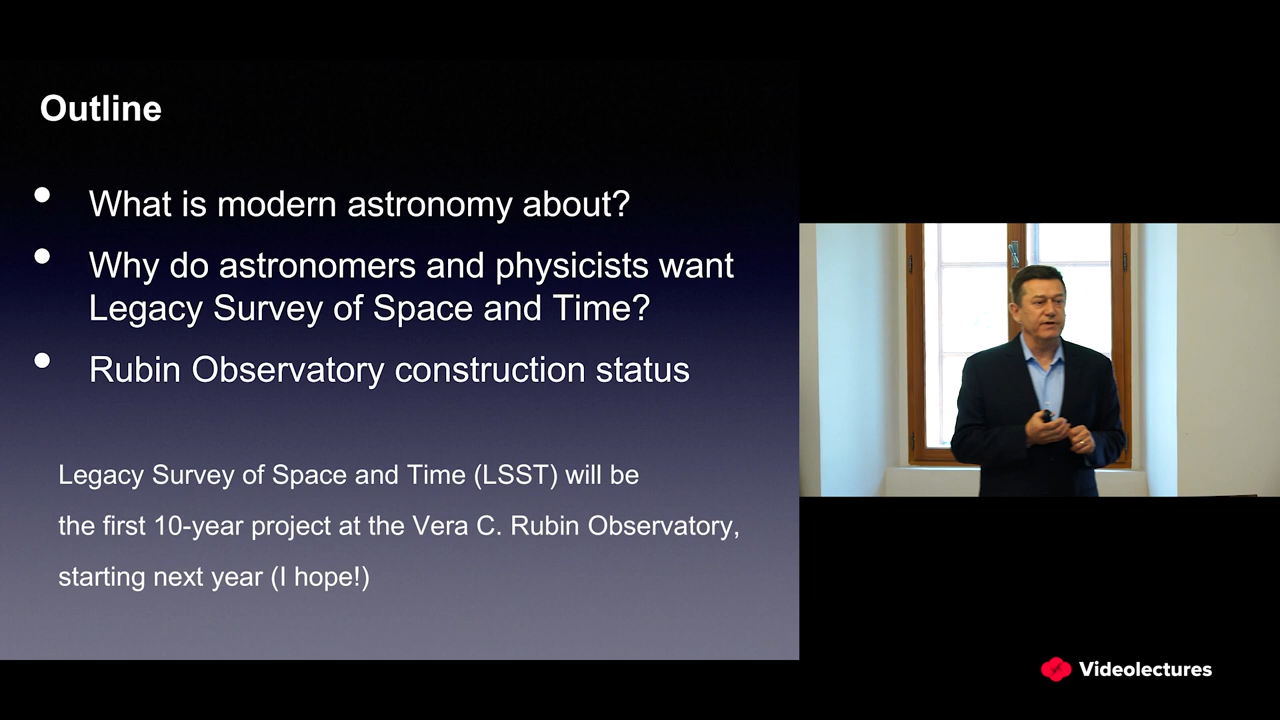 Outline
• What is modern astronomy about?
• Why do astronomers and physicists want
Legacy Survey of Space and Time?
• Rubin Observatory construction status
Legacy Survey of Space and Time (LSST) will be
the first 10-year project at the Vera C. Rubin Observatory,
starting next year (I hope!)
Videolectures